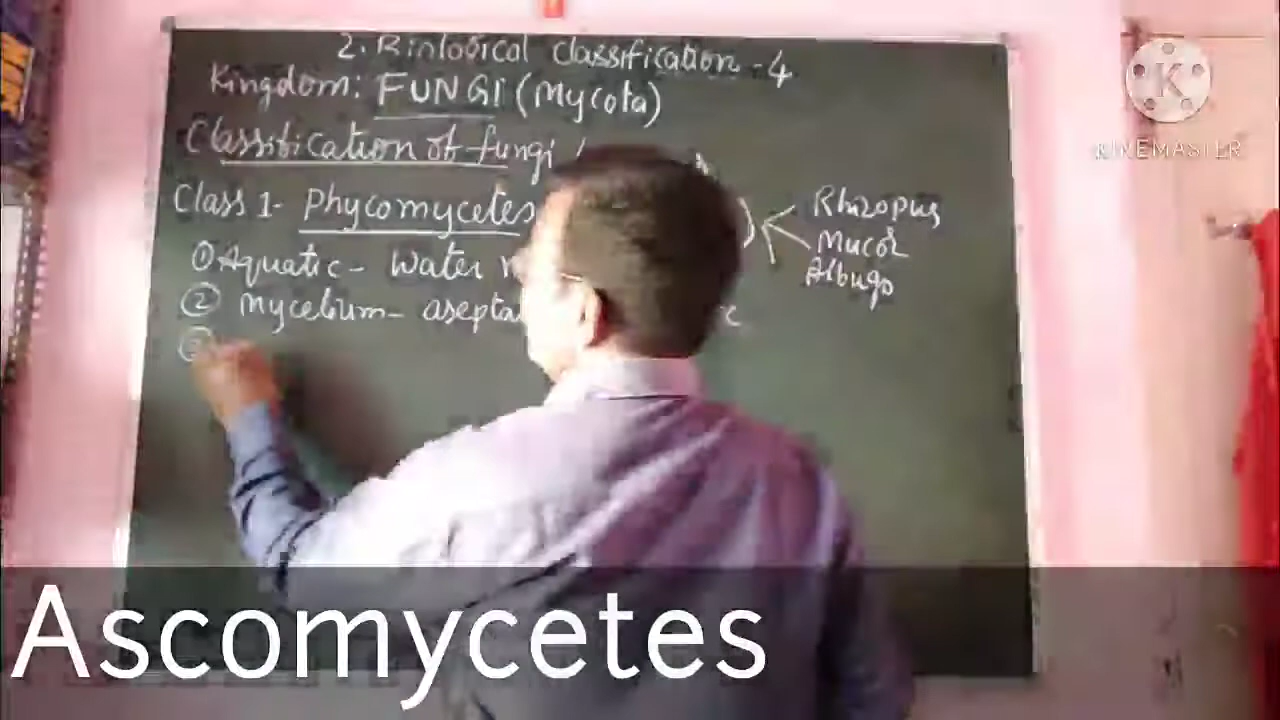 2. Biological classification - 4
Kingdom: FUNGI (Mycota)
Classification of fungi
Class 1- Phycomycetes
① Aquatic - Water
② Mycelium - asepta
③
Rhizopus
Mucor
Albugo
K
KINEMASTER
Ascomycetes